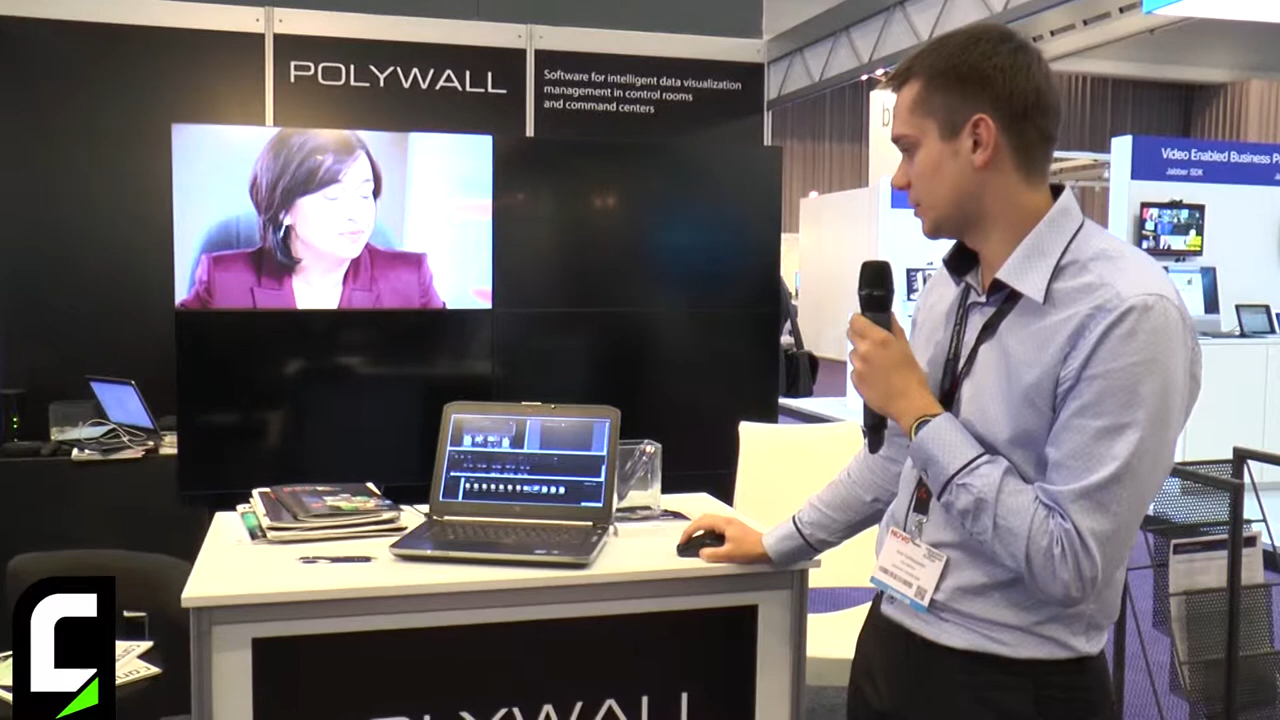 POLYWALL
Software for intelligent data visualization
management in control rooms
and command centers
Video Enabled Business
Jabber SDK
POLYWALL